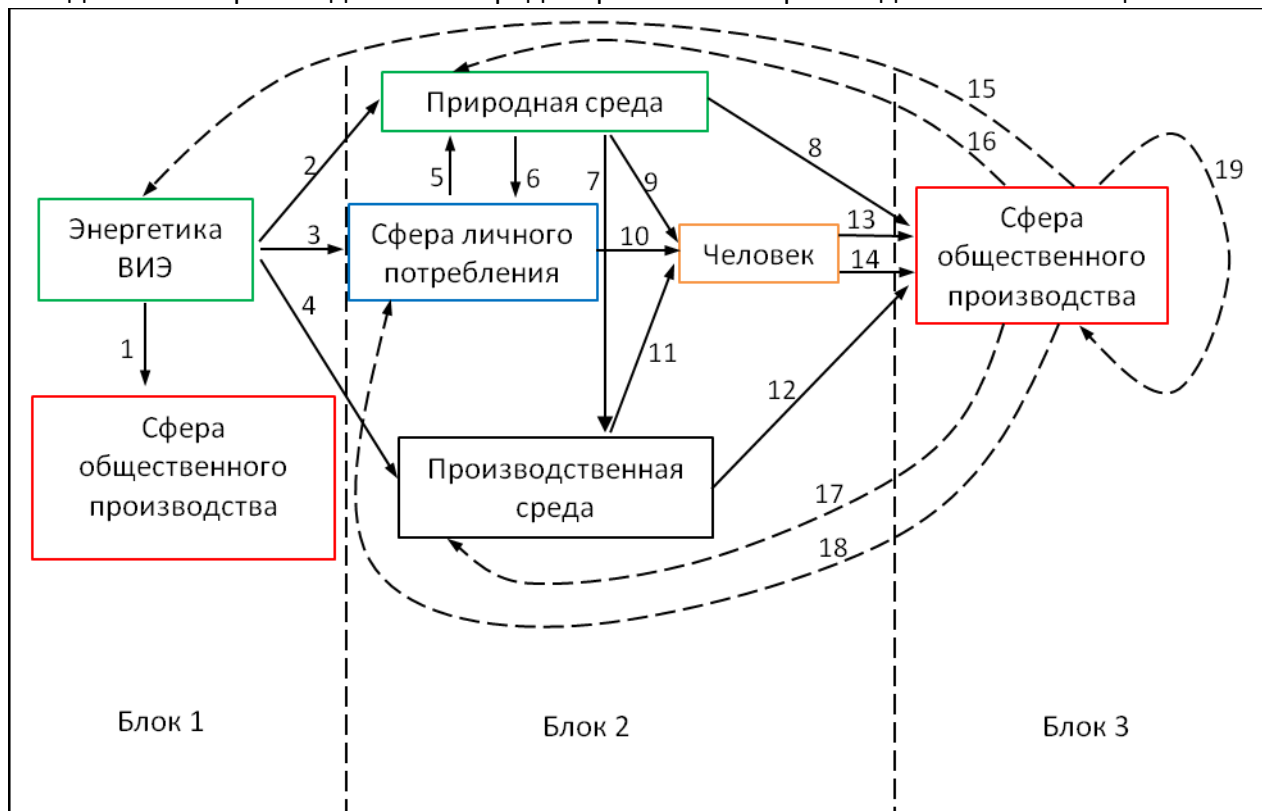 15
Природная среда
16
2
8
19
5
6
7
9
Энергетика
ВИЭ
3
Сфера личного
потребления
10
Человек
13
14
Сфера
общественного
производства
4
1
11
12
Сфера
общественного
производства
Производственная
среда
17
18
Блок 1
Блок 2
Блок 3